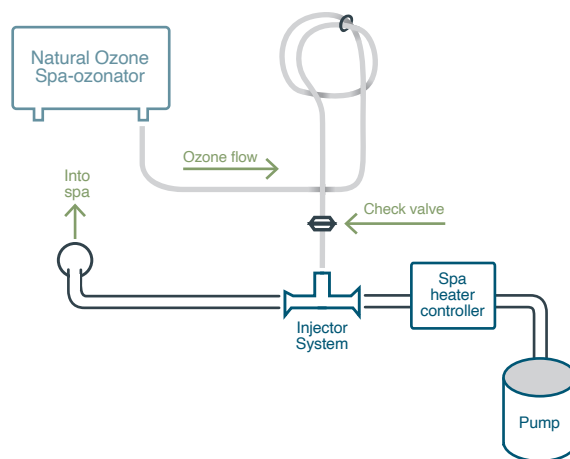 Natural Ozone
Spa-ozonator
Ozone flow
Into
spa
Check valve
Spa
heater
controller
Injector
System
Pump